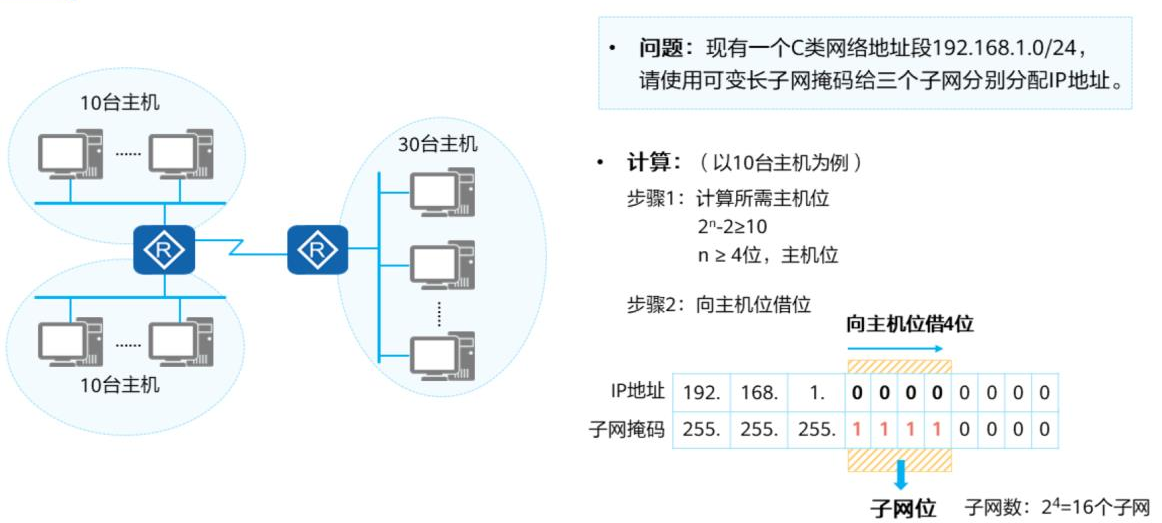 问题：现有一个C类网络地址段192.168.1.0/24，
请使用可变长子网掩码给三个子网分别分配IP地址。
10台主机
......
R
R
......
10台主机
30台主机
......
计算：（以10台主机为例）
步骤1：计算所需主机位
2ⁿ-2≥10
n ≥ 4位，主机位
步骤2：向主机位借位
向主机位借4位
IP地址 192. 168. 1. 0 0 0 0 0 0 0 0
子网掩码 255. 255. 255. 1 1 1 1 0 0 0 0
子网位 子网数：2⁴=16个子网